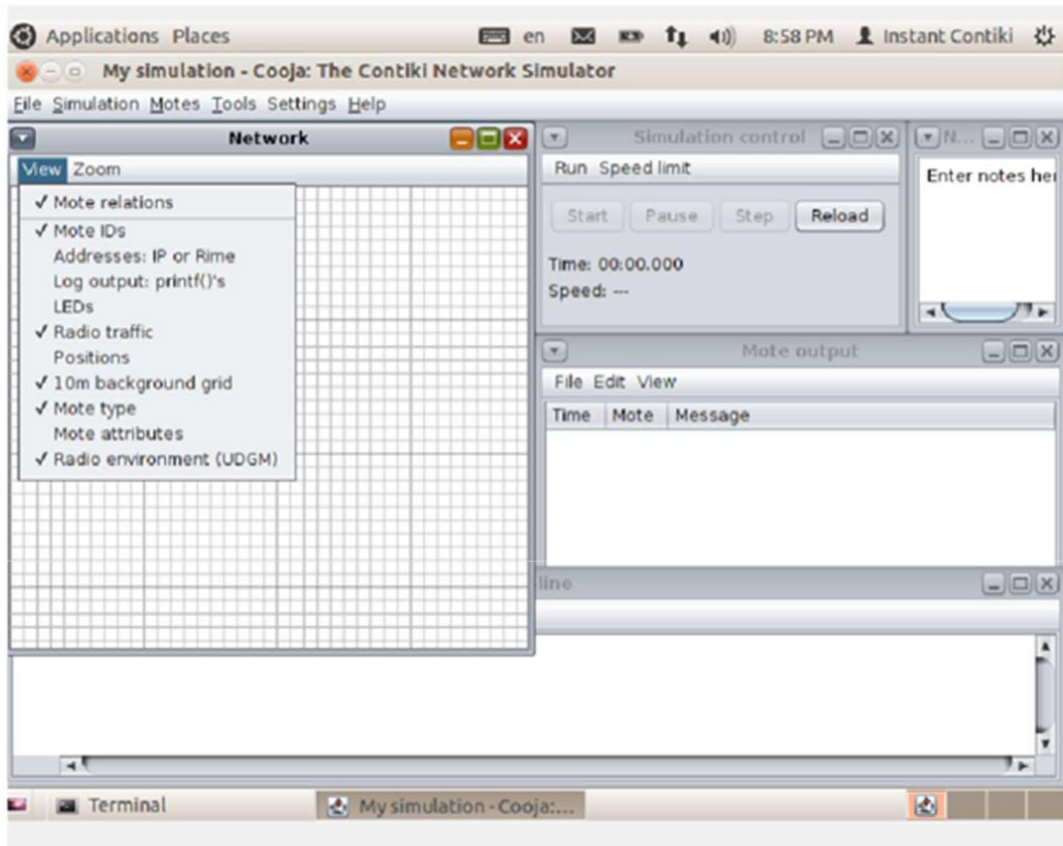 Applications Places en 8:58 PM Instant Contiki
My simulation - Cooja: The Contiki Network Simulator
File Simulation Motes Tools Settings Help
Network
View Zoom
✓ Mote relations
✓ Mote IDs
Addresses: IP or Rime
Log output: printf()'s
LEDs
✓ Radio traffic
Positions
✓ 10m background grid
✓ Mote type
Mote attributes
✓ Radio environment (UDGM)
Simulation control
Run Speed limit
Start Pause Step Reload
Time: 00:00.000
Speed: ---
N...
Enter notes her
Mote output
File Edit View
Time Mote Message
line
Terminal My simulation - Cooja:...